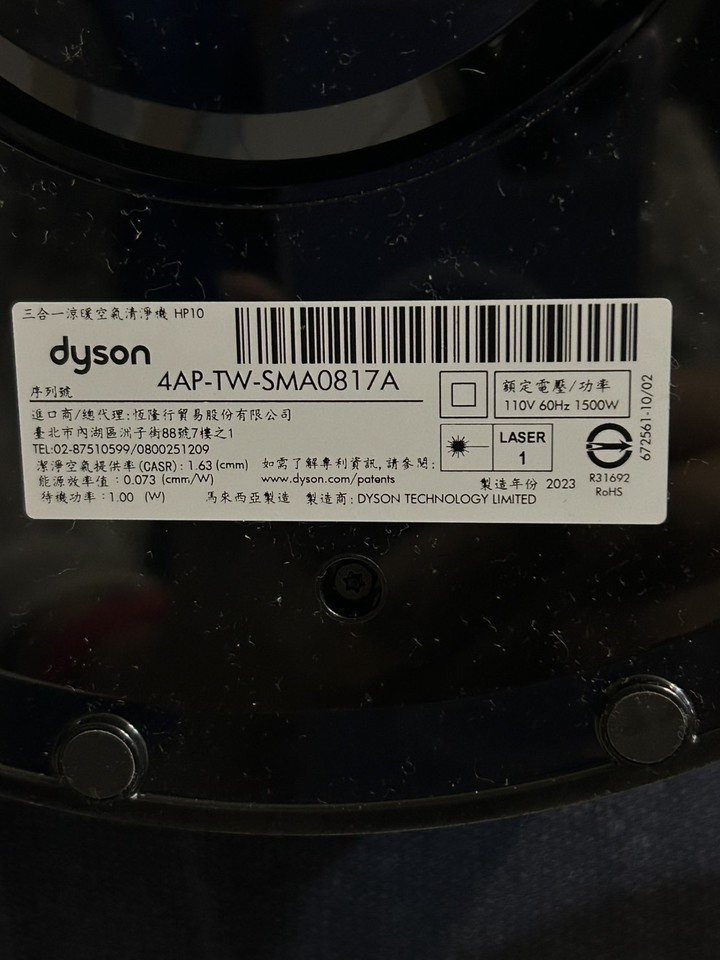 三合一涼暖空氣清淨機 HP10
dyson
序列號
4AP-TW-SMA0817A
額定電壓/功率
110V 60Hz 1500W
進口商/總代理:恆隆行貿易股份有限公司
臺北市內湖區洲子街88號7樓之1
TEL:02-87510599/0800251209
潔淨空氣提供率(CASR): 1.63 (cmm)
能源效率值:0.073 (cmm/W)
待機功率:1.00 (W)
如需了解專利資訊,請參閱:
www.dyson.com/patents
馬來西亞製造 製造商: DYSON TECHNOLOGY LIMITED
LASER
1
製造年份 2023
R31692
RoHS
672561-10/02